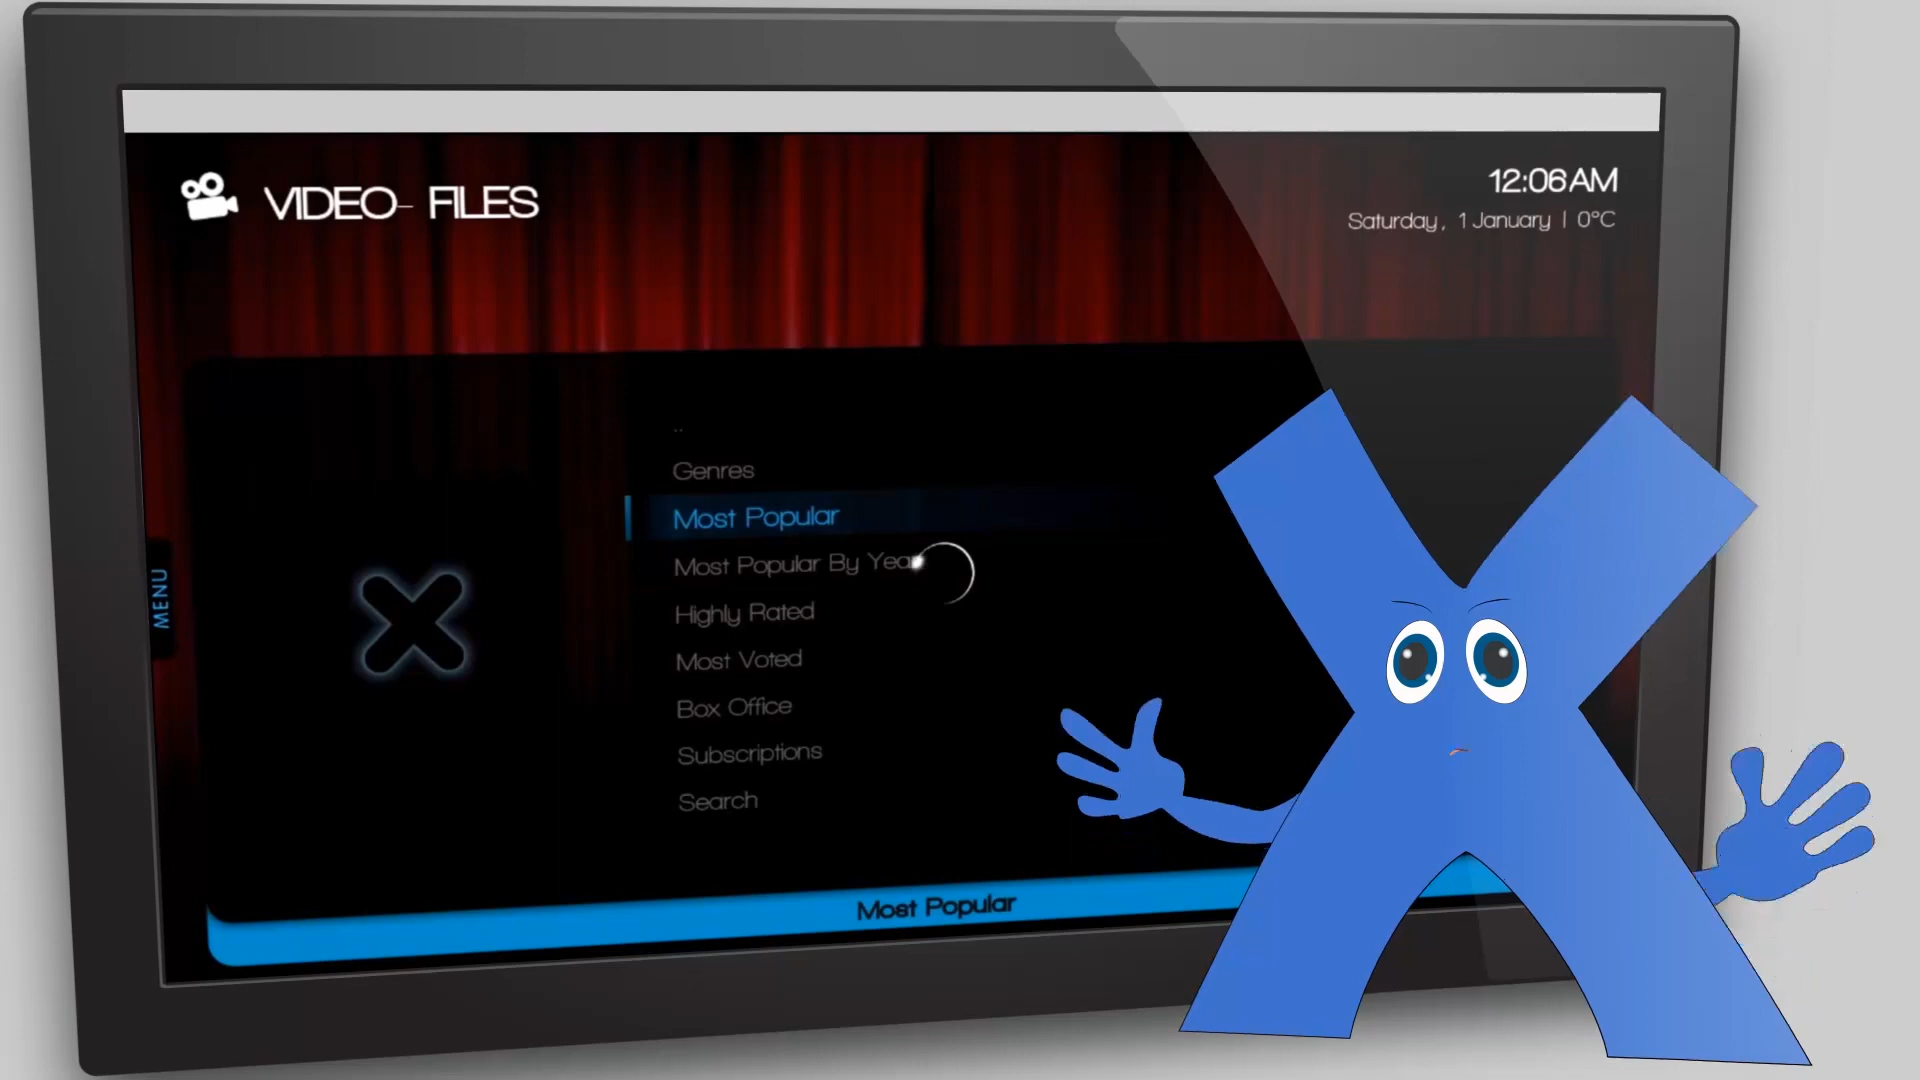 VIDEO- FILES
12:06AM
Saturday, 1 January | 0°C
..
Genres
Most Popular
Most Popular By Year
Highly Rated
Most Voted
Box Office
Subscriptions
Search
MENU
Most Popular